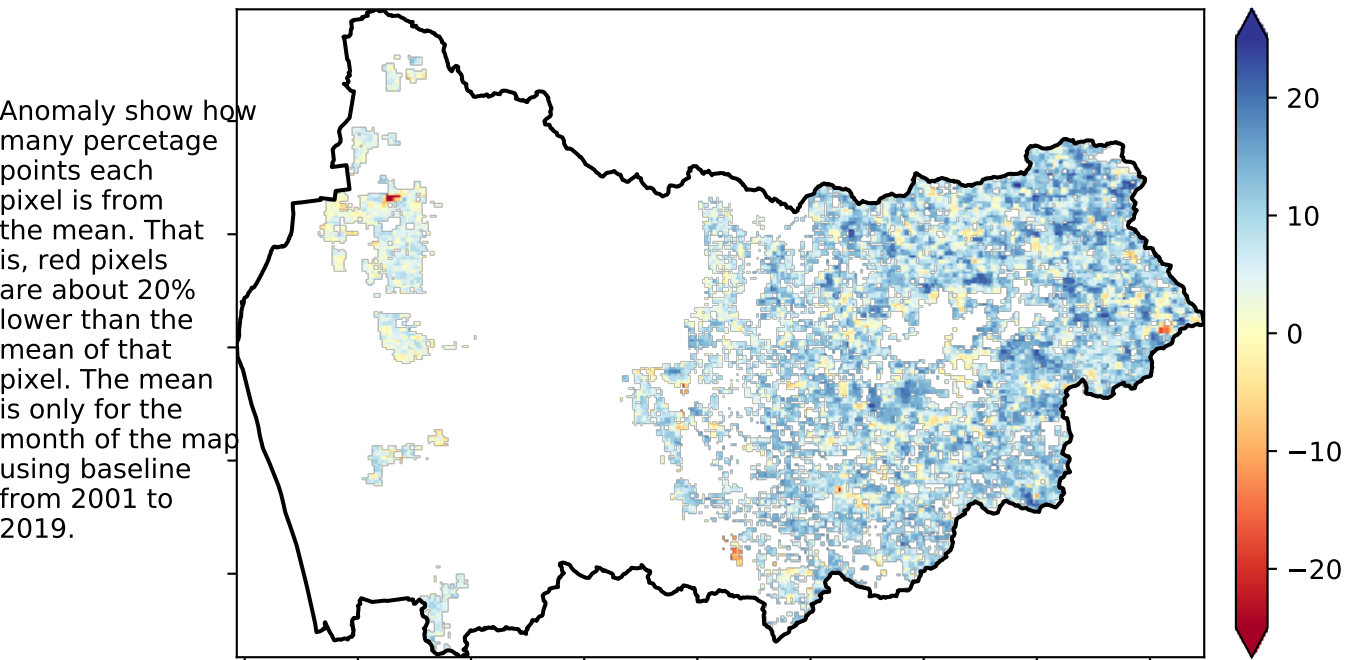 Anomaly show how
many percetage
points each
pixel is from
the mean. That
is, red pixels
are about 20%
lower than the
mean of that
pixel. The mean
is only for the
month of the map
using baseline
from 2001 to
2019.
20
10
0
−10
−20